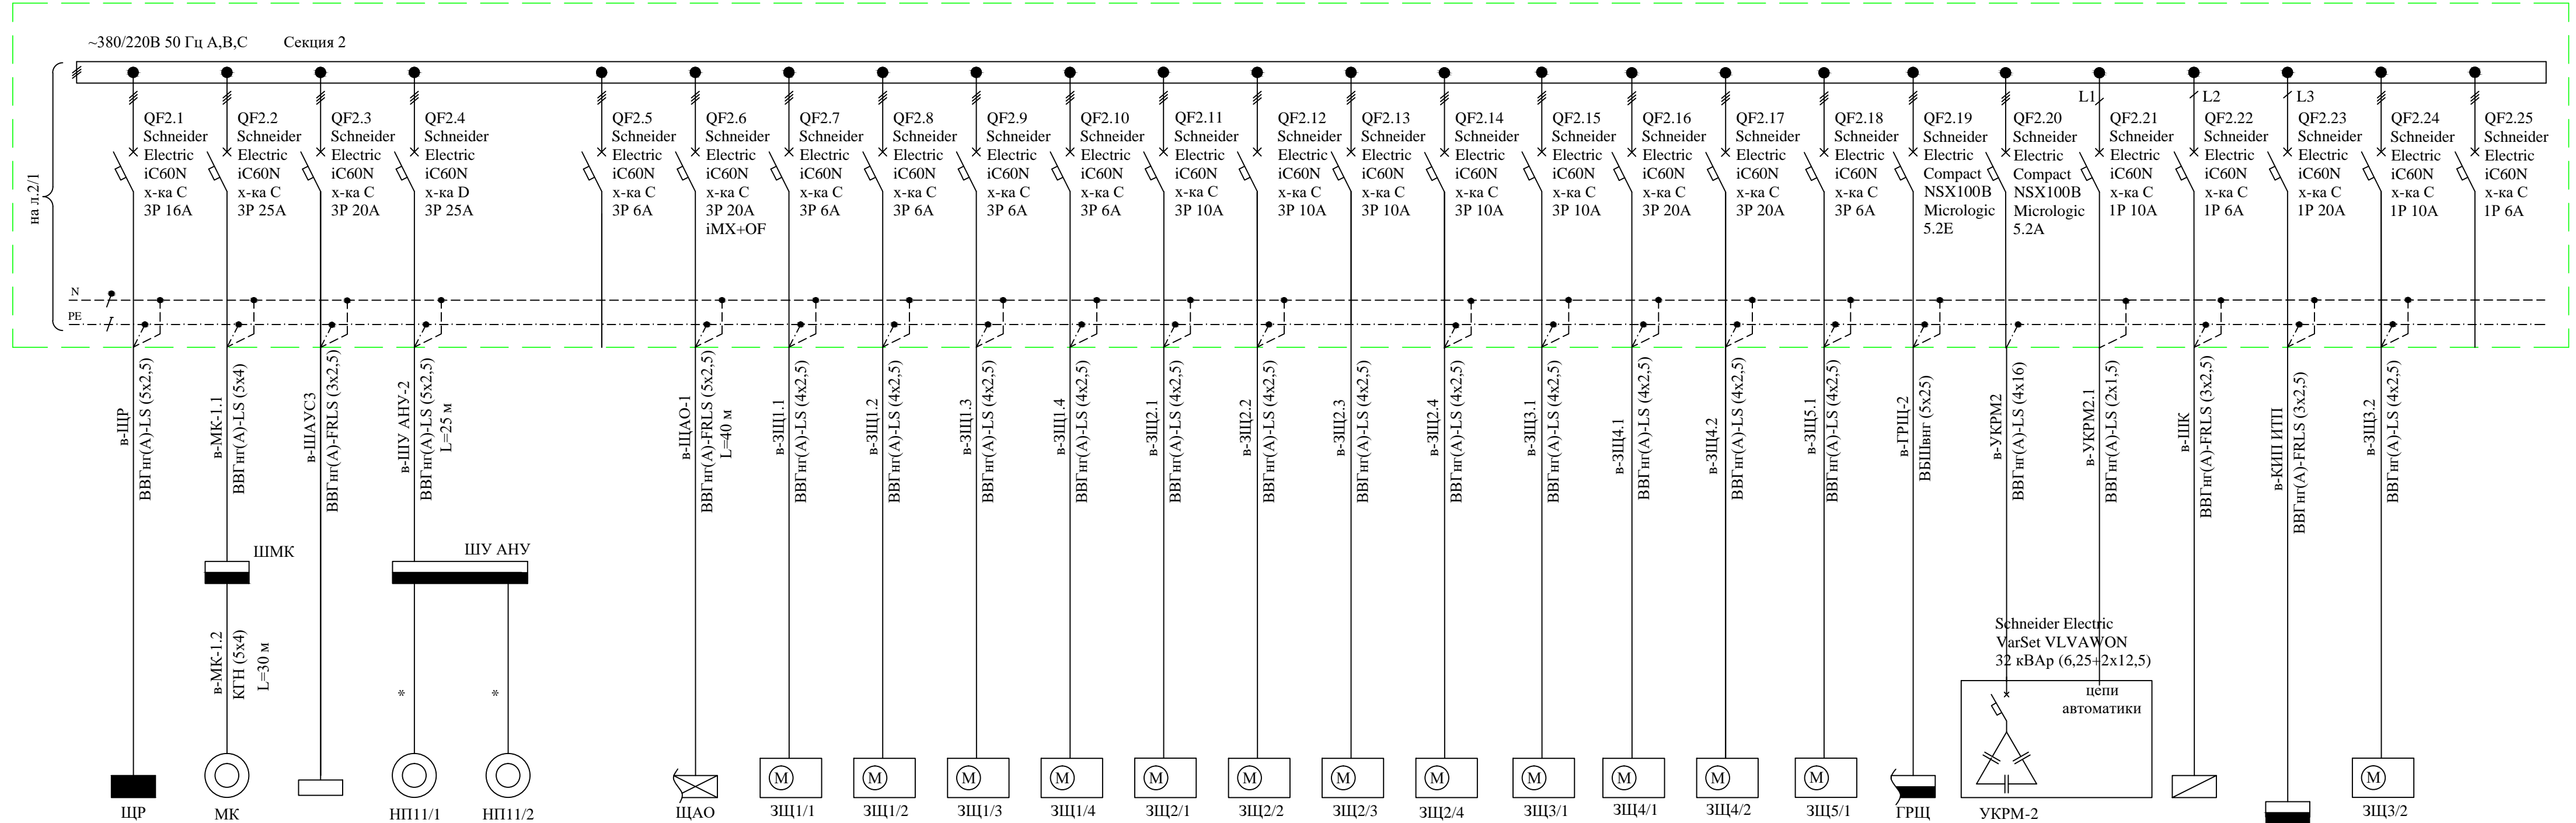 ~380/220В 50 Гц А,В,С
Секция 2
на л.2/1
QF2.1
Schneider
Electric
iC60N
х-ка С
3Р 16А
QF2.2
Schneider
Electric
iC60N
х-ка С
3Р 25А
QF2.3
Schneider
Electric
iC60N
х-ка С
3Р 20А
QF2.4
Schneider
Electric
iC60N
х-ка D
3Р 25А
QF2.5
Schneider
Electric
iC60N
х-ка С
3Р 6А
QF2.6
Schneider
Electric
iC60N
х-ка С
3Р 20А
iMX+OF
QF2.7
Schneider
Electric
iC60N
х-ка С
3Р 6А
QF2.8
Schneider
Electric
iC60N
х-ка С
3Р 6А
QF2.9
Schneider
Electric
iC60N
х-ка С
3Р 6А
QF2.10
Schneider
Electric
iC60N
х-ка С
3Р 6А
QF2.11
Schneider
Electric
iC60N
х-ка С
3Р 10А
QF2.12
Schneider
Electric
iC60N
х-ка С
3Р 10А
QF2.13
Schneider
Electric
iC60N
х-ка С
3Р 10А
QF2.14
Schneider
Electric
iC60N
х-ка С
3Р 10А
QF2.15
Schneider
Electric
iC60N
х-ка С
3Р 10А
QF2.16
Schneider
Electric
iC60N
х-ка С
3Р 20А
QF2.17
Schneider
Electric
iC60N
х-ка С
3Р 20А
QF2.18
Schneider
Electric
iC60N
х-ка С
3Р 6А
QF2.19
Schneider
Electric
Compact
NSX100B
Micrologic
5.2E
QF2.20
Schneider
Electric
Compact
NSX100B
Micrologic
5.2A
L1
QF2.21
Schneider
Electric
iC60N
х-ка С
1Р 10А
L2
QF2.22
Schneider
Electric
iC60N
х-ка С
1Р 6А
L3
QF2.23
Schneider
Electric
iC60N
х-ка С
1Р 20А
QF2.24
Schneider
Electric
iC60N
х-ка С
1Р 10А
QF2.25
Schneider
Electric
iC60N
х-ка С
1Р 6А
N
PE
в-ЩР
ВВГнг(А)-LS (5х2,5)
в-МК-1.1
ВВГнг(А)-LS (5х4)
в-ШАУС3
ВВГнг(А)-FRLS (3х2,5)
в-ШУ АНУ-2
ВВГнг(А)-LS (5х2,5)
L=25 м
в-ЩАО-1
ВВГнг(А)-FRLS (5х2,5)
L=40 м
в-ЗЩ1.1
ВВГнг(А)-LS (4х2,5)
в-ЗЩ1.2
ВВГнг(А)-LS (4х2,5)
в-ЗЩ1.3
ВВГнг(А)-LS (4х2,5)
в-ЗЩ1.4
ВВГнг(А)-LS (4х2,5)
в-ЗЩ2.1
ВВГнг(А)-LS (4х2,5)
в-ЗЩ2.2
ВВГнг(А)-LS (4х2,5)
в-ЗЩ2.3
ВВГнг(А)-LS (4х2,5)
в-ЗЩ2.4
ВВГнг(А)-LS (4х2,5)
в-ЗЩ3.1
ВВГнг(А)-LS (4х2,5)
в-ЗЩ4.1
ВВГнг(А)-LS (4х2,5)
в-ЗЩ4.2
ВВГнг(А)-LS (4х2,5)
в-ЗЩ5.1
ВВГнг(А)-LS (4х2,5)
в-ГРЩ-2
ВБШвнг (5х25)
в-УКРМ2
ВВГнг(А)-LS (4х16)
в-УКРМ2.1
ВВГнг(А)-LS (2х1,5)
в-ШК
ВВГнг(А)-FRLS (3х2,5)
в-КИП ИТП
ВВГнг(А)-FRLS (3х2,5)
в-ЗЩ3.2
ВВГнг(А)-LS (4х2,5)
ШМК
ШУ АНУ
в-МК-1.2
КГН (5х4)
L=30 м
*
*
Schneider Electric
VarSet VLVAWON
32 кВАр (6,25+2х12,5)
цепи
автоматики
М
М
М
М
М
М
М
М
М
М
М
М
М
ЩР
МК
НП11/1
НП11/2
ЩАО
ЗЩ1/1
ЗЩ1/2
ЗЩ1/3
ЗЩ1/4
ЗЩ2/1
ЗЩ2/2
ЗЩ2/3
ЗЩ2/4
ЗЩ3/1
ЗЩ4/1
ЗЩ4/2
ЗЩ5/1
ГРЩ
УКРМ-2
ЗЩ3/2